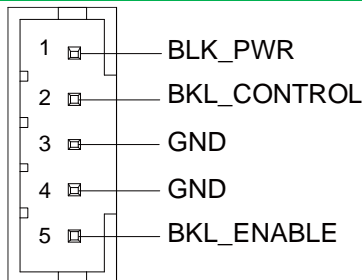 1 BLK_PWR
2 BKL_CONTROL
3 GND
4 GND
5 BKL_ENABLE